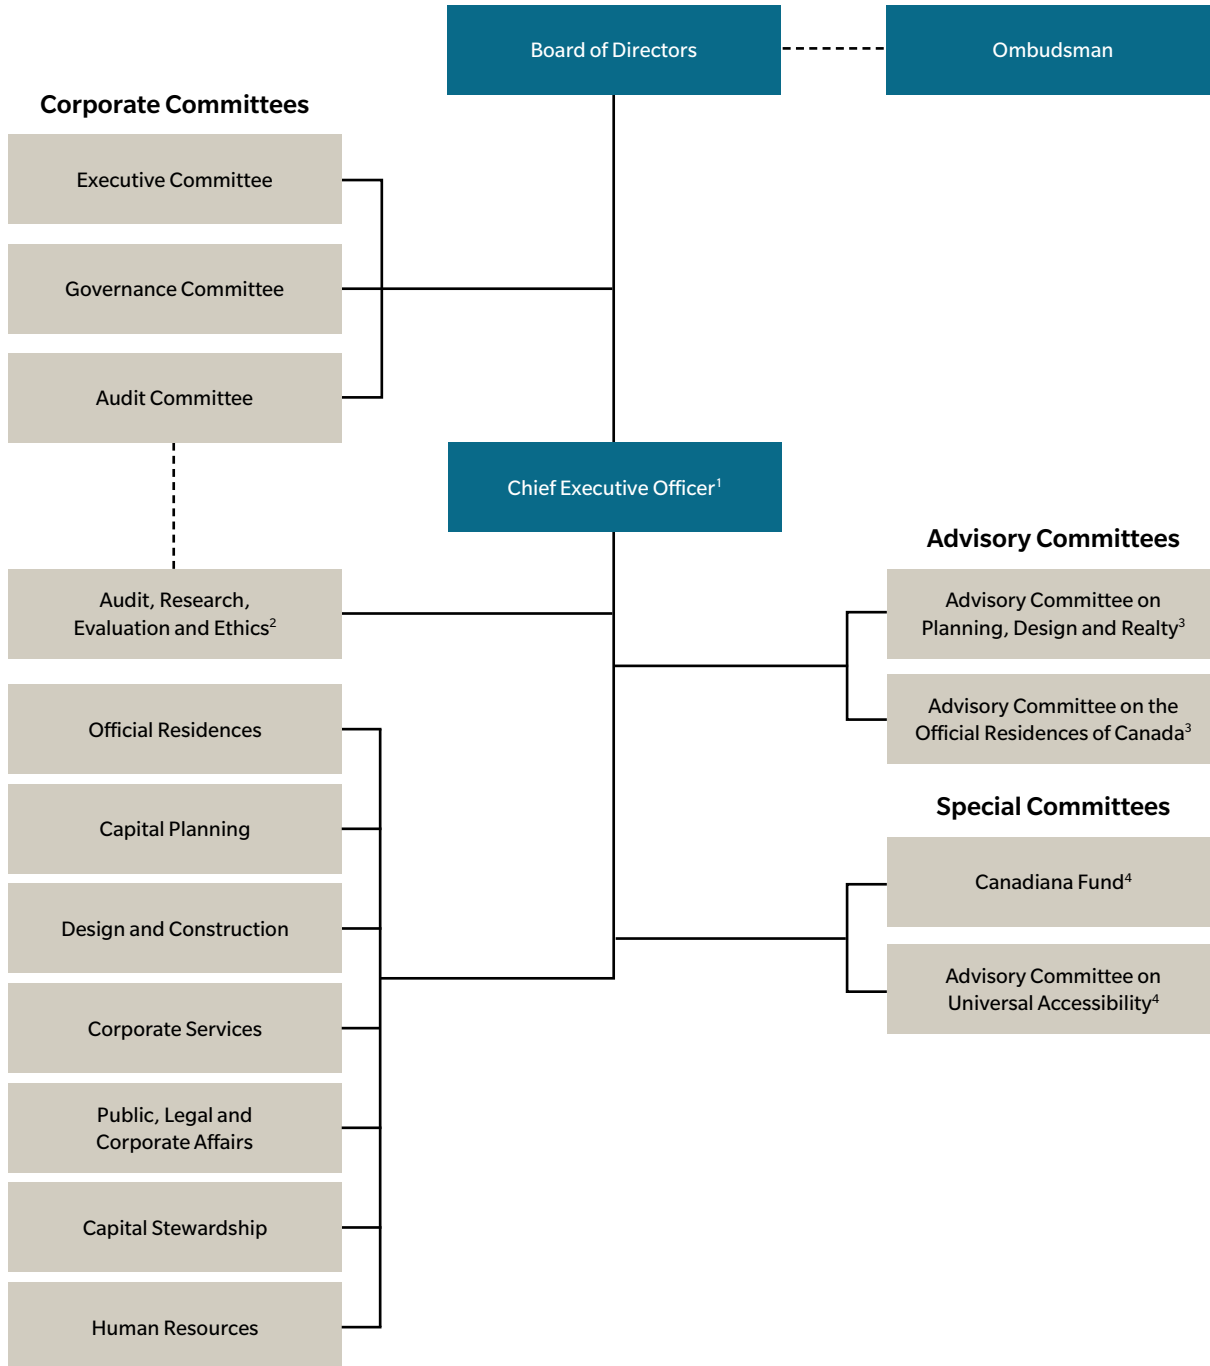 Board of Directors
Ombudsman
Corporate Committees
Executive Committee
Governance Committee
Audit Committee
Chief Executive Officer¹
Advisory Committees
Audit, Research,
Evaluation and Ethics²
Advisory Committee on
Planning, Design and Realty³
Advisory Committee on the
Official Residences of Canada³
Official Residences
Capital Planning
Special Committees
Canadiana Fund⁴
Design and Construction
Advisory Committee on
Universal Accessibility⁴
Corporate Services
Public, Legal and
Corporate Affairs
Capital Stewardship
Human Resources